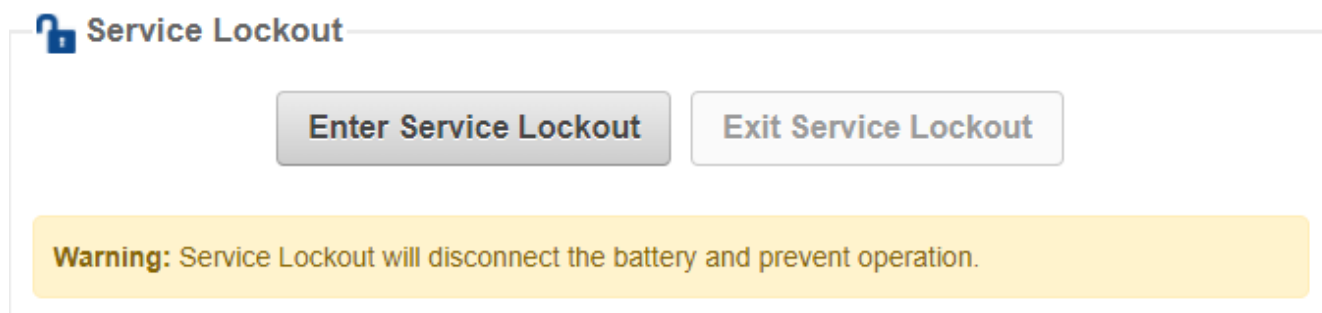 Service Lockout
Enter Service Lockout Exit Service Lockout
Warning: Service Lockout will disconnect the battery and prevent operation.